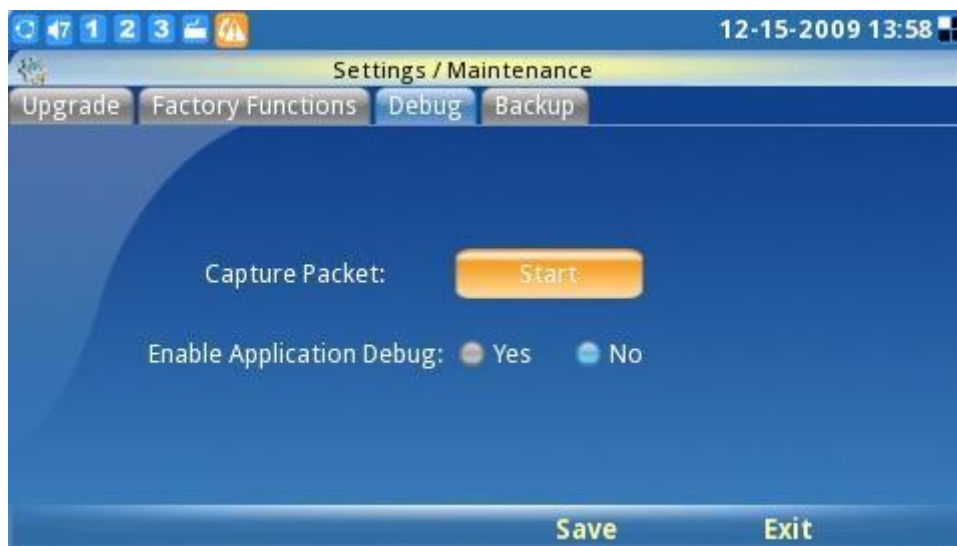 7 1 2 3 12-15-2009 13:58
Settings / Maintenance
Upgrade Factory Functions Debug Backup
Capture Packet: Start
Enable Application Debug: Yes No
Save Exit